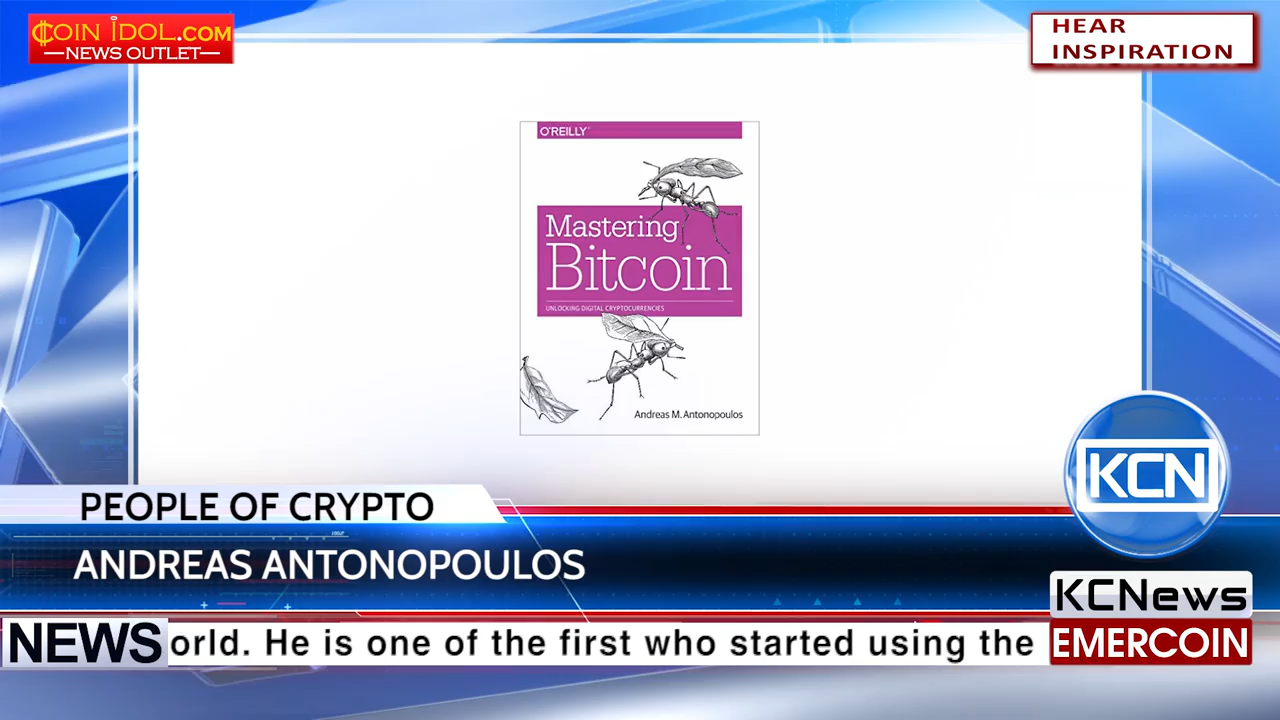 COIN IDOL.COM
NEWS OUTLET
HEAR
INSPIRATION
O'REILLY
Mastering
Bitcoin
UNLOCKING DIGITAL CRYPTOCURRENCIES
Andreas M. Antonopoulos
KCN
PEOPLE OF CRYPTO
ANDREAS ANTONOPOULOS
KCNews
NEWS orld. He is one of the first who started using the
EMERCOIN